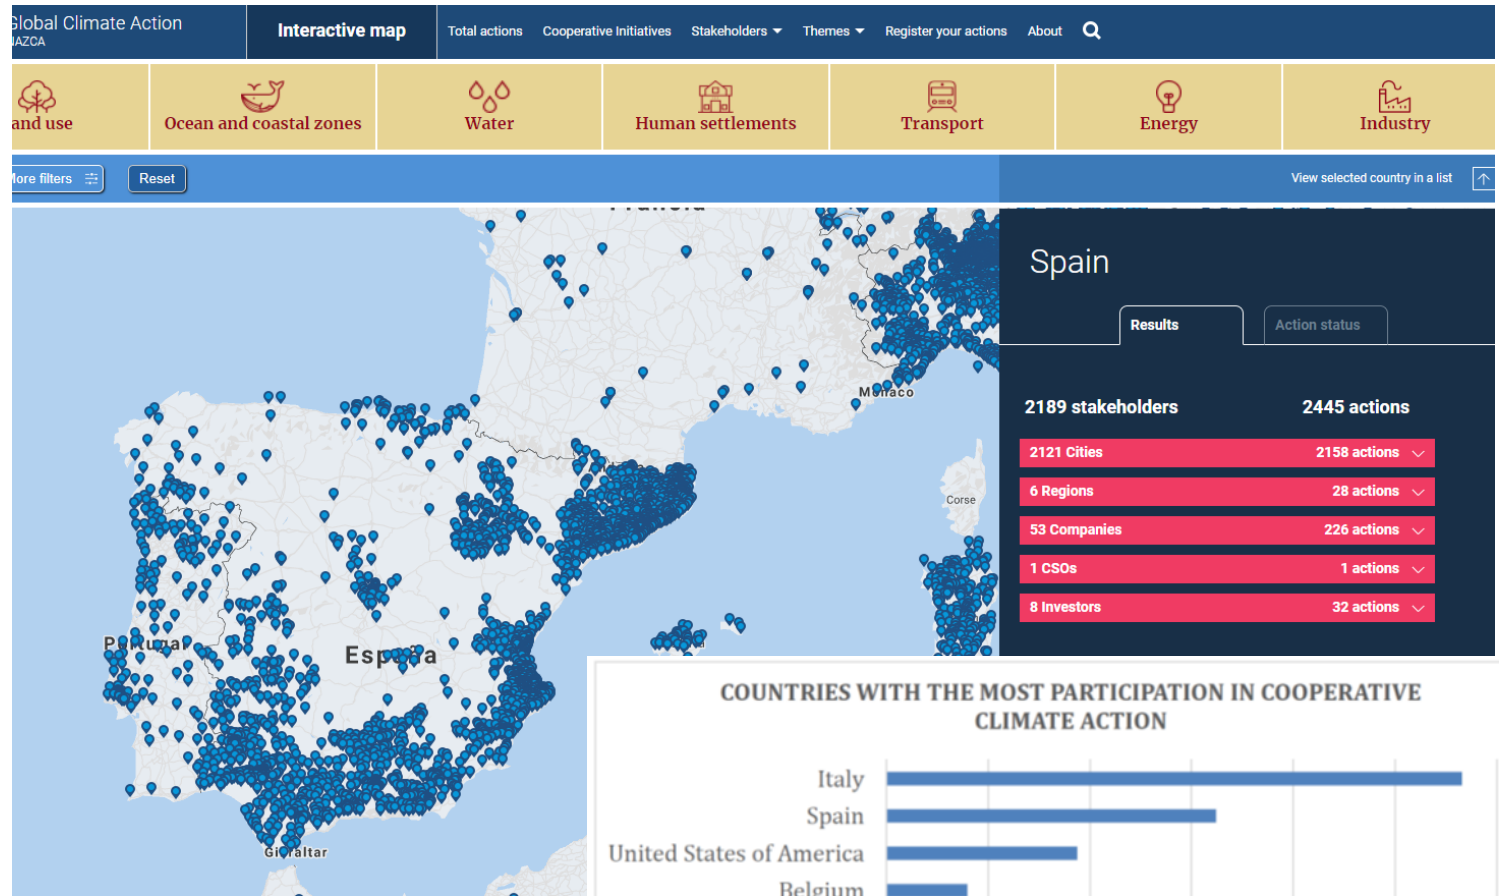 Global Climate Action
NAZCA
Interactive map
Total actions
Cooperative Initiatives
Stakeholders
Themes
Register your actions
About
and use
Ocean and coastal zones
Water
Human settlements
Transport
Energy
Industry
More filters
Reset
View selected country in a list
Spain
Results
Action status
Monaco
2189 stakeholders 2445 actions
2121 Cities 2158 actions
6 Regions 28 actions
53 Companies 226 actions
1 CSOs 1 actions
8 Investors 32 actions
Corse
Portugal
España
Gibraltar
COUNTRIES WITH THE MOST PARTICIPATION IN COOPERATIVE
CLIMATE ACTION
Italy
Spain
United States of America
Belgium